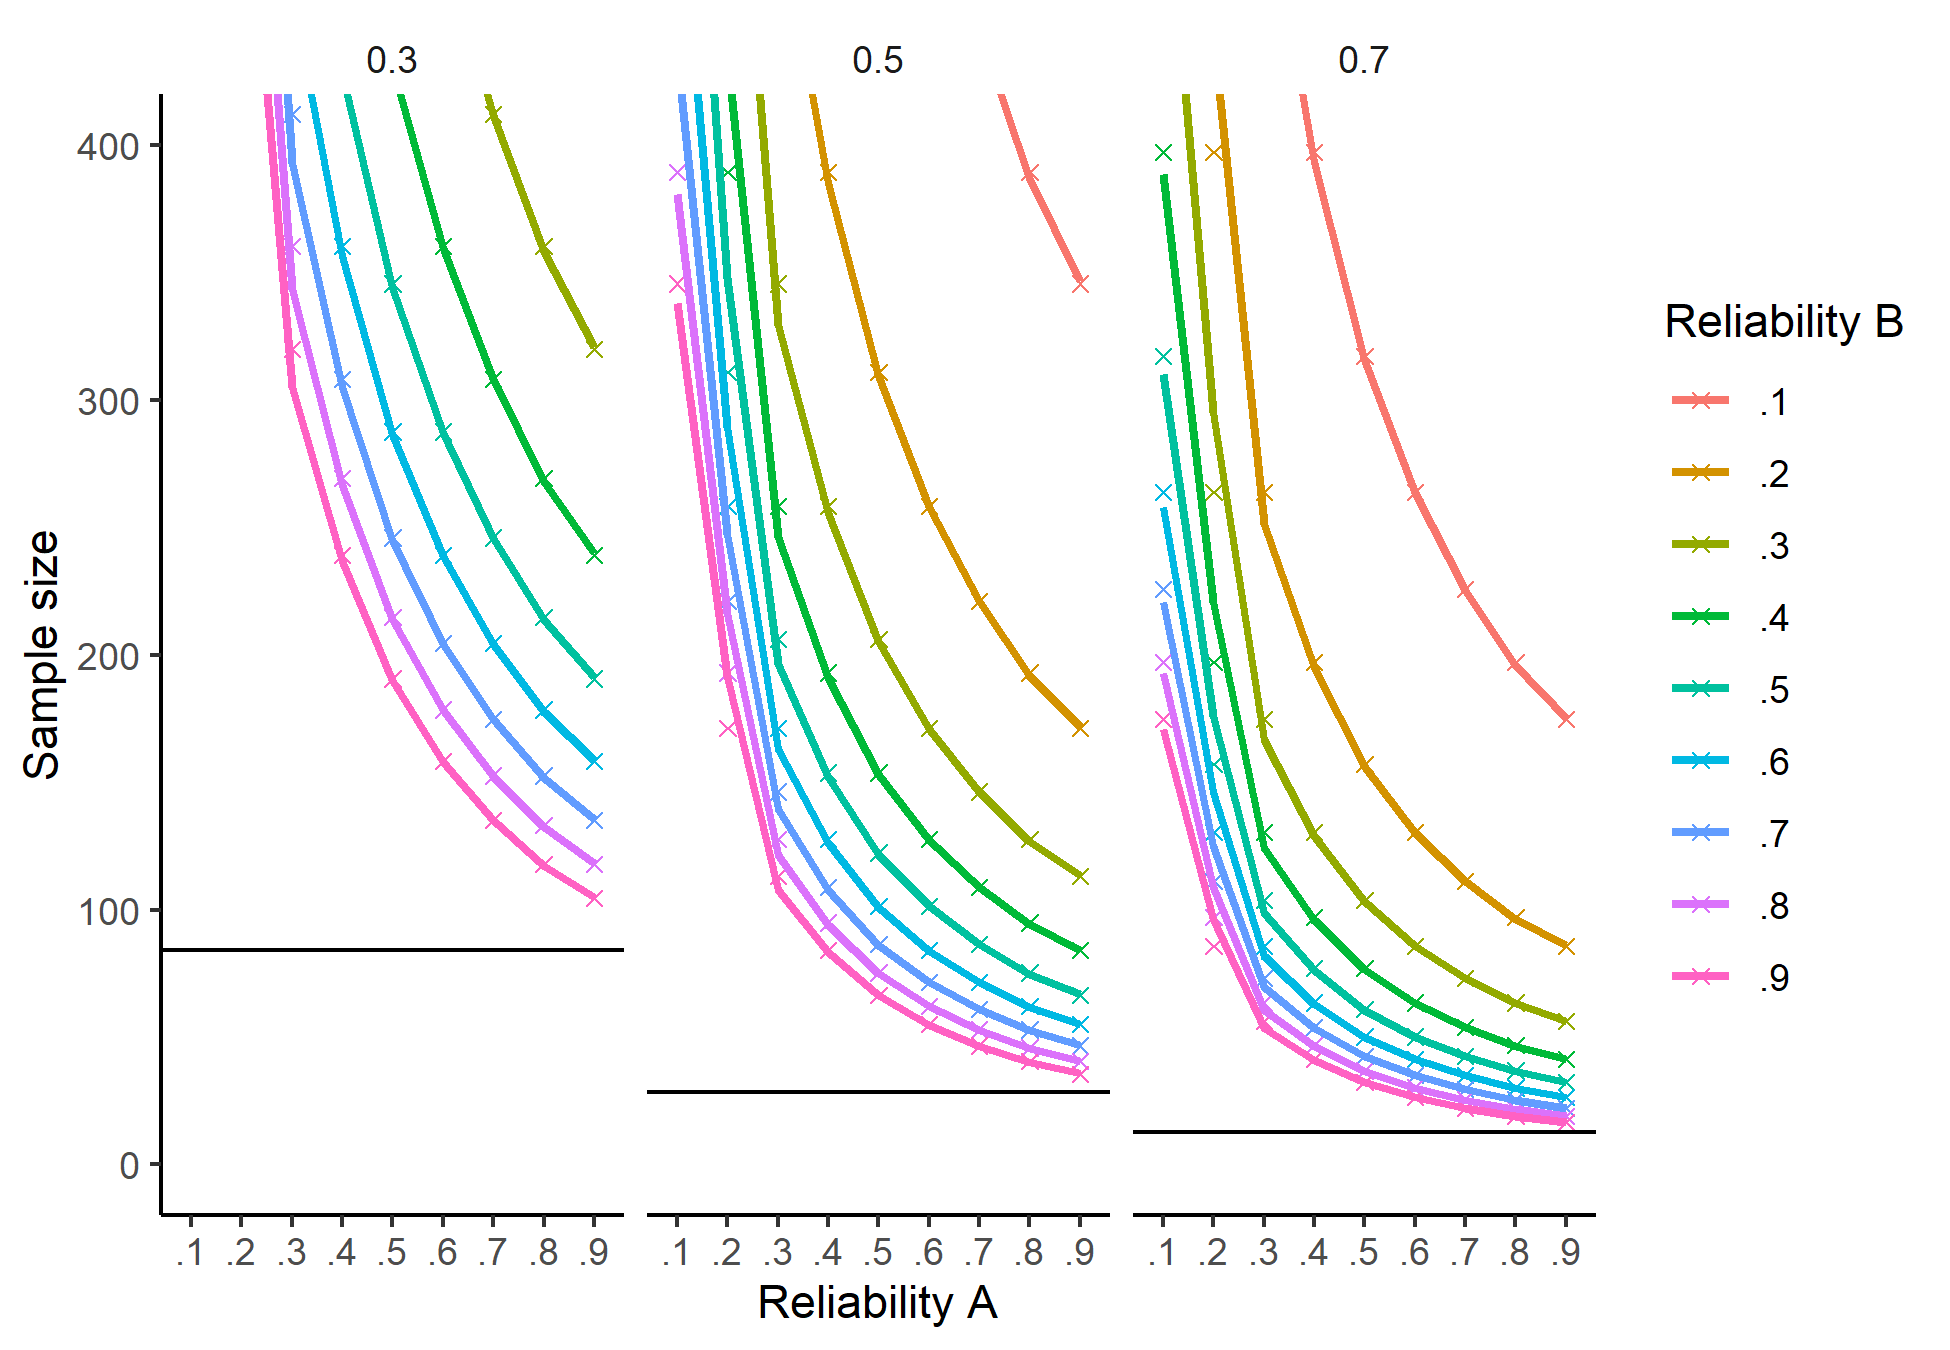 0.3 0.5 0.7
400
300
200
100
0
Sample size
.1 .2 .3 .4 .5 .6 .7 .8 .9 .1 .2 .3 .4 .5 .6 .7 .8 .9 .1 .2 .3 .4 .5 .6 .7 .8 .9
Reliability A
Reliability B
.1
.2
.3
.4
.5
.6
.7
.8
.9